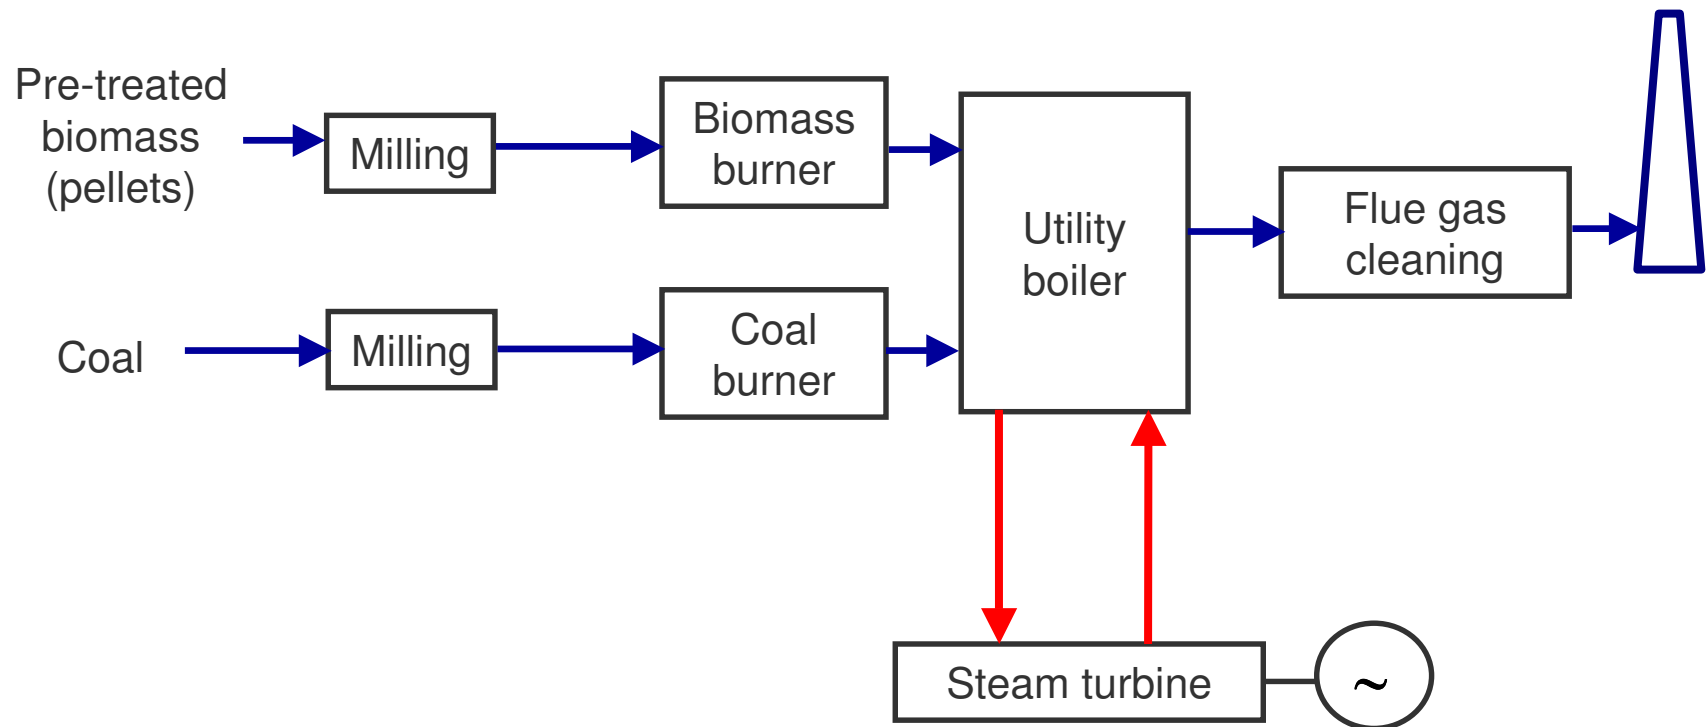 Pre-treated
biomass
(pellets)
Milling
Biomass
burner
Utility
boiler
Flue gas
cleaning
Coal
Milling
Coal
burner
Steam turbine
~